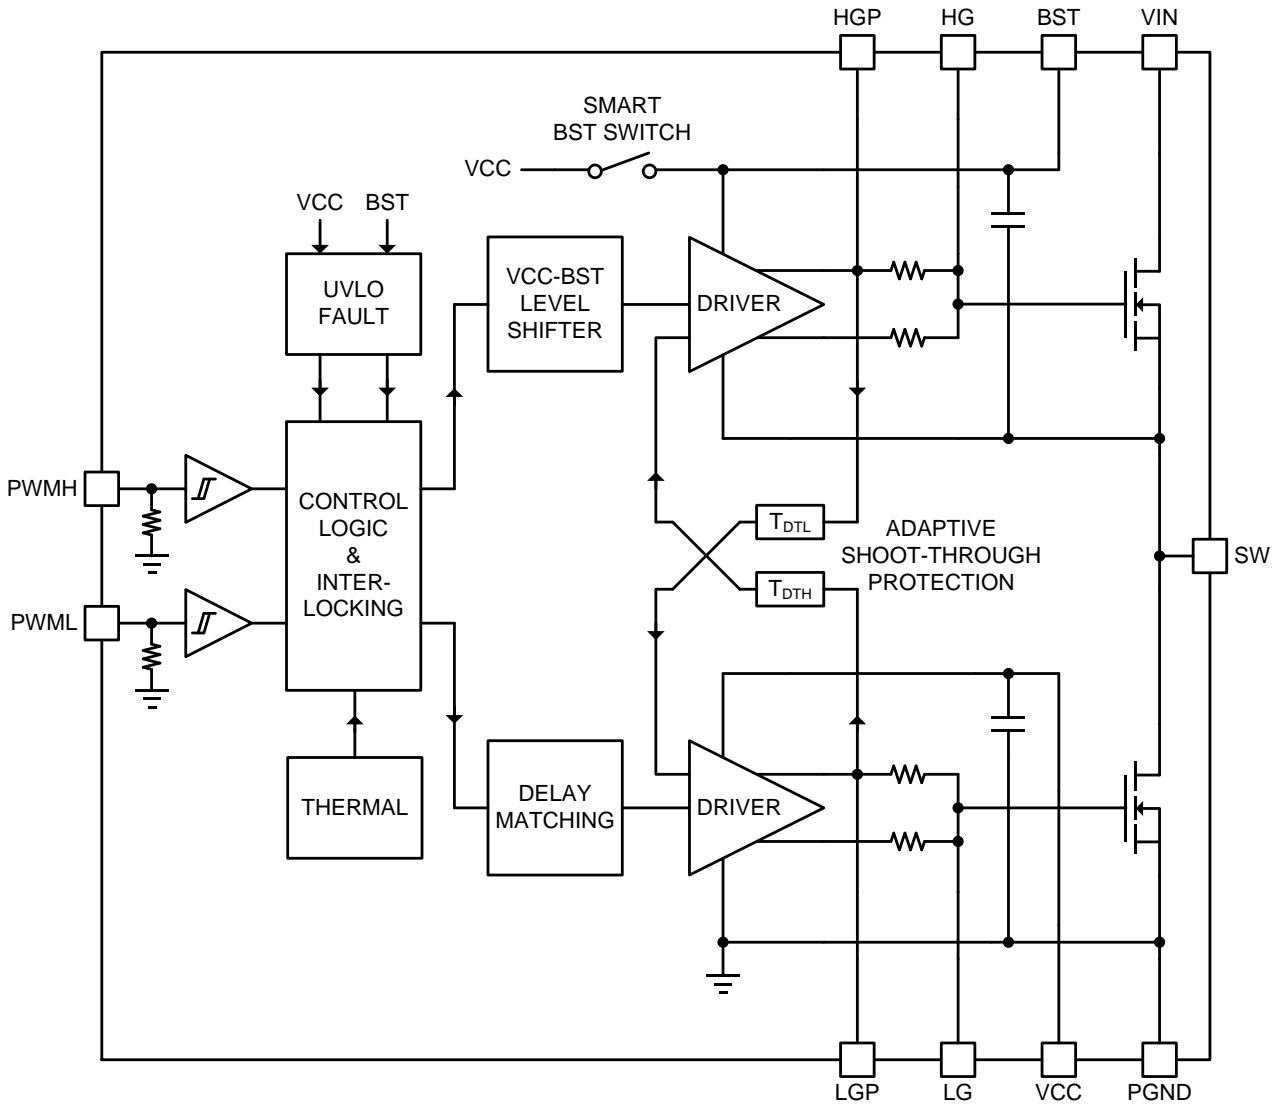 HGP
HG
BST
VIN
SMART
BST SWITCH
VCC
VCC
BST
UVLO
FAULT
VCC-BST
LEVEL
SHIFTER
DRIVER
PWMH
CONTROL
LOGIC
&
INTER-
LOCKING
TDTL
ADAPTIVE
SHOOT-THROUGH
PROTECTION
TDTH
SW
PWML
THERMAL
DELAY
MATCHING
DRIVER
LGP
LG
VCC
PGND